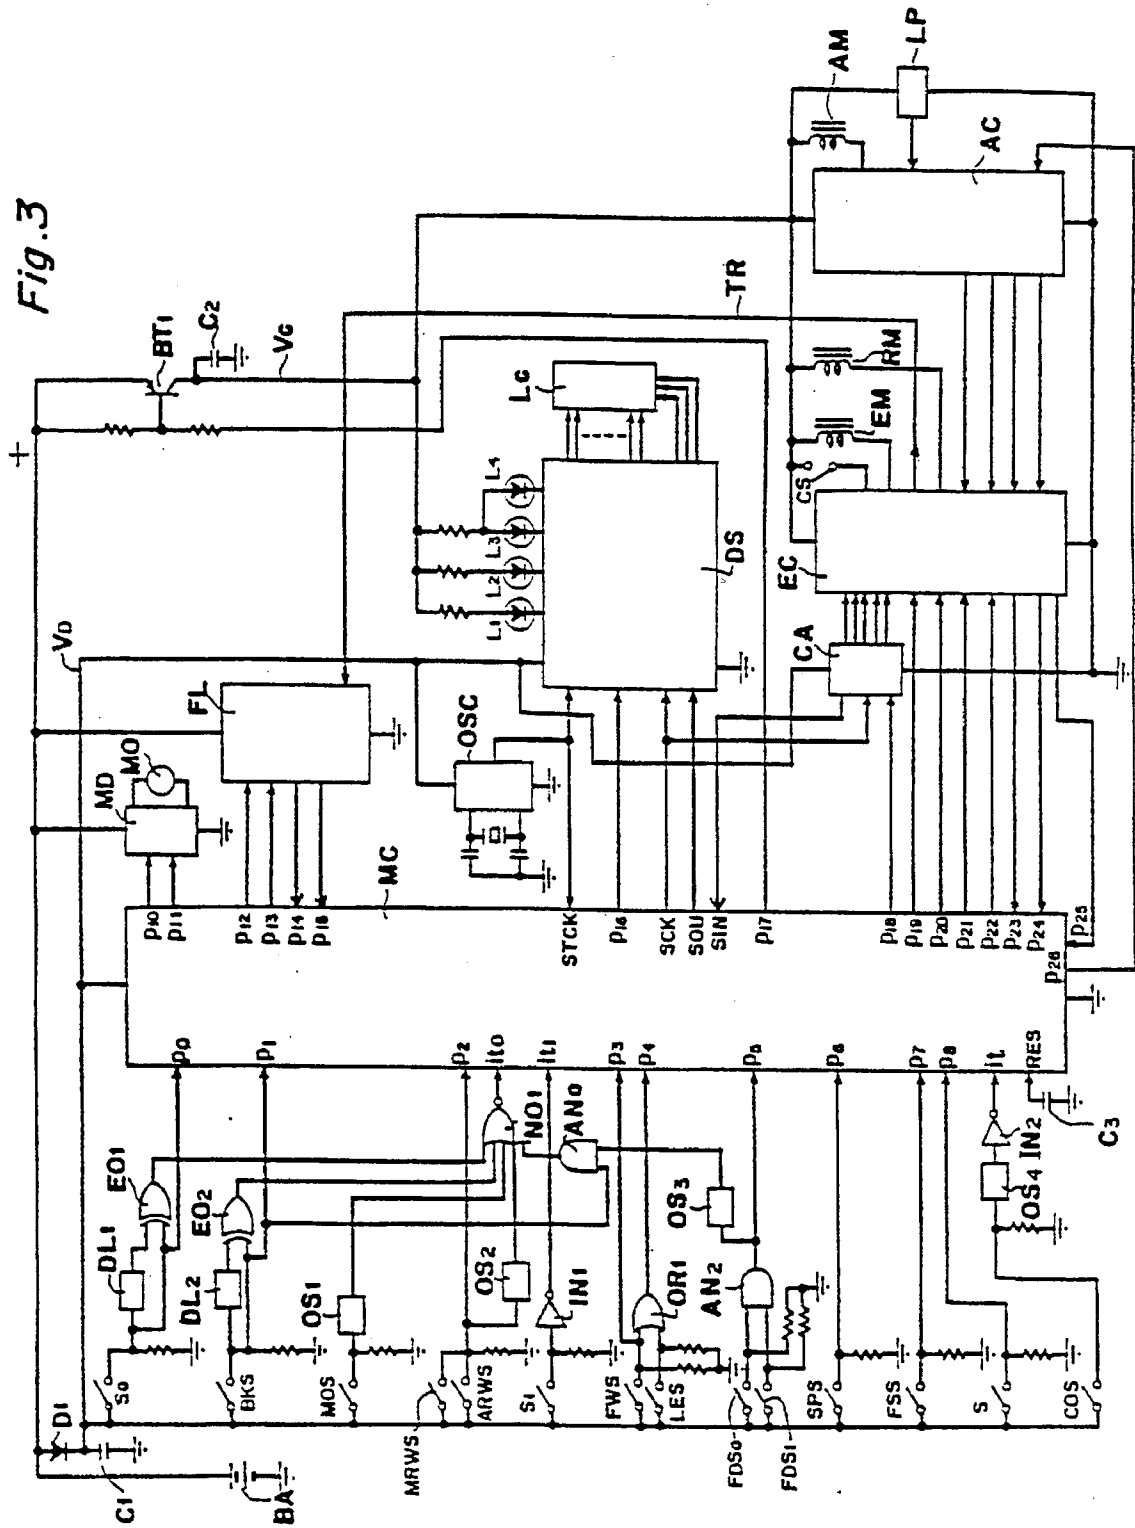 Fig.3
+
BT1
C2
VC
VD
MD
MO
FL
TR
AM
LP
AC
RM
EM
CS
EC
CA
LC
L1
L2
L3
L4
DS
OSC
MC
P10
P11
P12
P13
P14
P15
STCK
P16
SCK
SOU
SIN
P17
P18
P19
P20
P21
P22
P23
P24
P25
P26
P0
P1
P2
it0
it1
P3
P4
P5
P6
P7
P8
it
RES
C3
EO1
EO2
DL1
DL2
NO1
AN0
OS1
OS2
OS3
OS4
IN1
IN2
OR1
AN2
D1
C1
BA
S0
BKS
MOS
MRWS
ARWS
S1
FWS
LES
FDS0
FDS1
SPS
FSS
S
COS